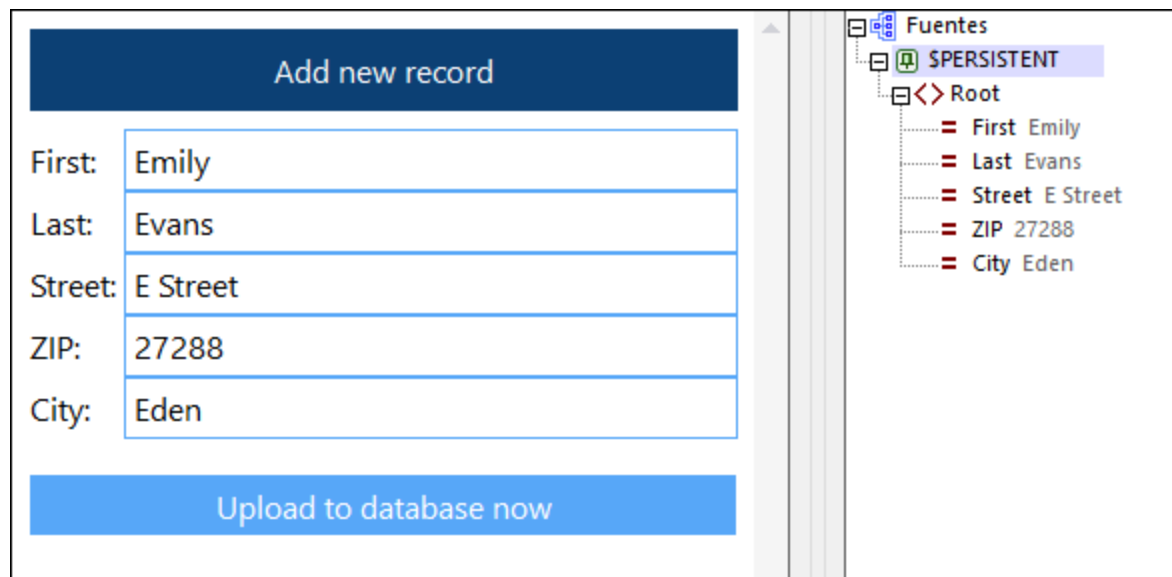 Add new record
First: Emily
Last: Evans
Street: E Street
ZIP: 27288
City: Eden
Upload to database now
Fuentes
$PERSISTENT
Root
First Emily
Last Evans
Street E Street
ZIP 27288
City Eden